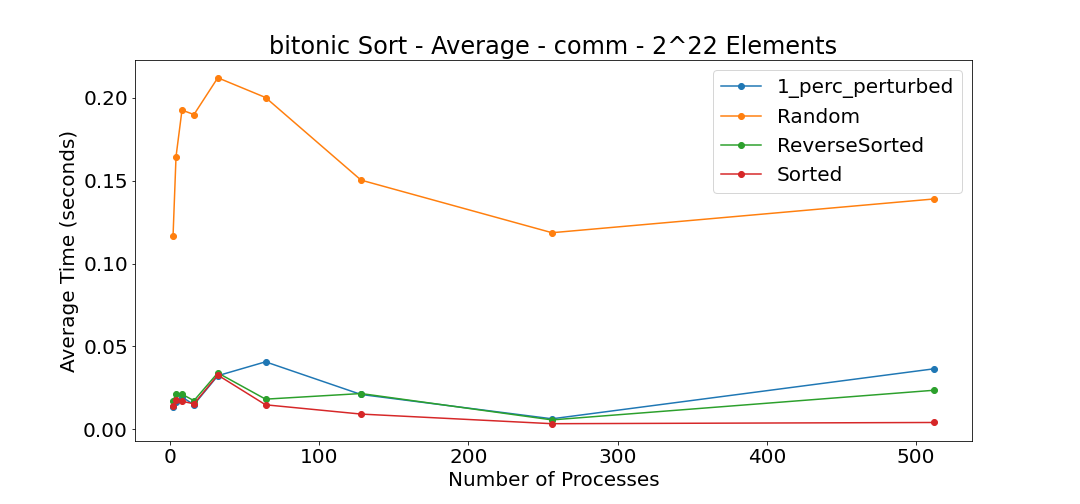 bitonic Sort - Average - comm - 2^22 Elements
1_perc_perturbed
Random
ReverseSorted
Sorted
Average Time (seconds)
0.20
0.15
0.10
0.05
0.00
0 100 200 300 400 500
Number of Processes